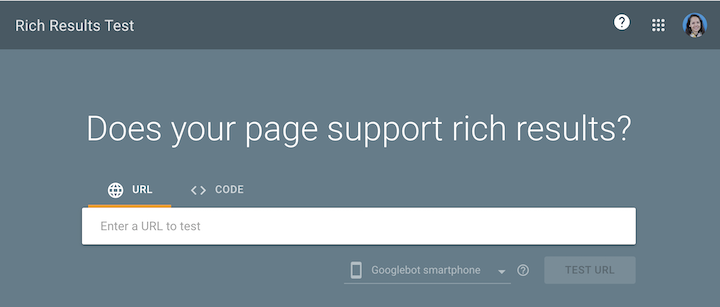 Rich Results Test
Does your page support rich results?
URL CODE
Enter a URL to test
Googlebot smartphone TEST URL